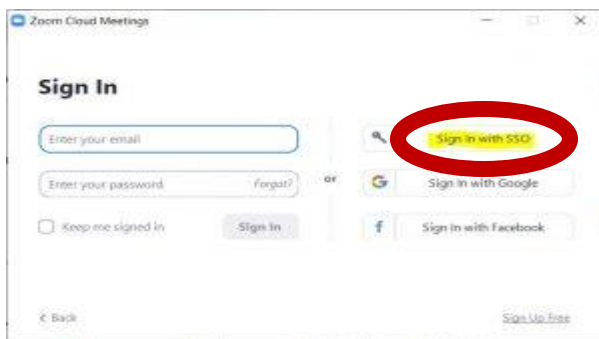 Zoom Cloud Meetings
Sign In
Enter your email
Enter your password
Forgot?
Keep me signed in
Sign In
or
Sign In with SSO
Sign In with Google
Sign In with Facebook
< Back
Sign Up Free